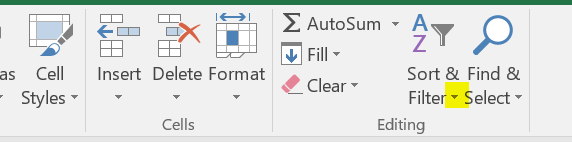 as
Cell
Styles
Insert
Delete
Format
Cells
AutoSum
Fill
Clear
A
Z
Sort &
Filter
Find &
Select
Editing